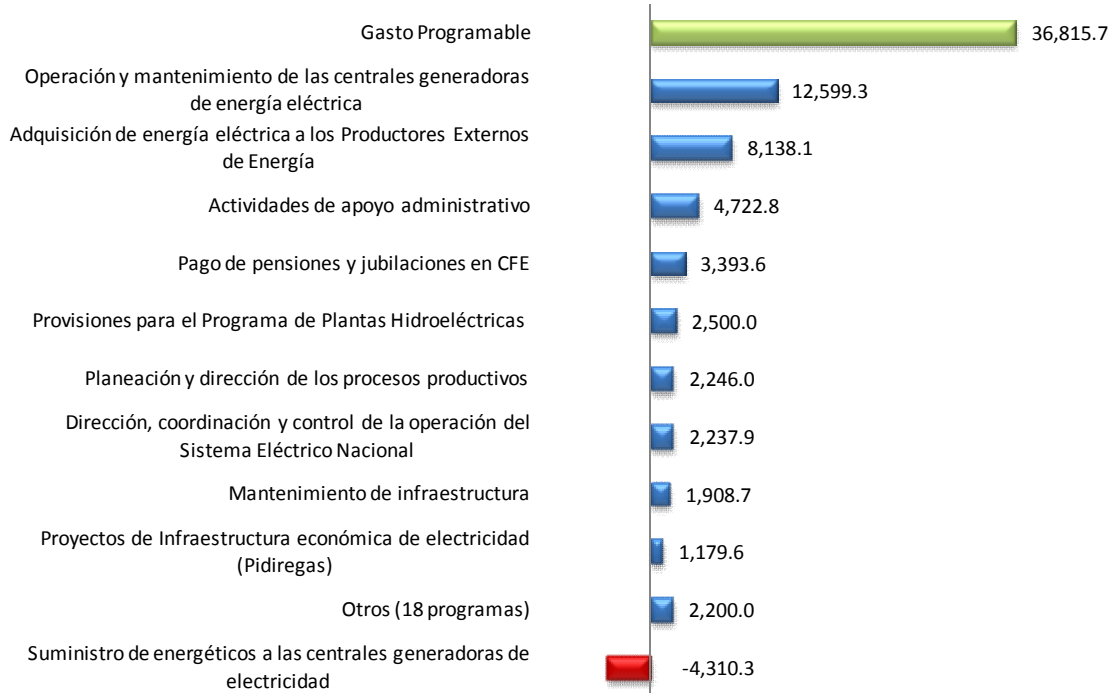 Gasto Programable
36,815.7
Operación y mantenimiento de las centrales generadoras
de energía eléctrica
12,599.3
Adquisición de energía eléctrica a los Productores Externos
de Energía
8,138.1
Actividades de apoyo administrativo
4,722.8
Pago de pensiones y jubilaciones en CFE
3,393.6
Provisiones para el Programa de Plantas Hidroeléctricas
2,500.0
Planeación y dirección de los procesos productivos
2,246.0
Dirección, coordinación y control de la operación del
Sistema Eléctrico Nacional
2,237.9
Mantenimiento de infraestructura
1,908.7
Proyectos de Infraestructura económica de electricidad
(Pidiregas)
1,179.6
Otros (18 programas)
2,200.0
Suministro de energéticos a las centrales generadoras de
electricidad
-4,310.3